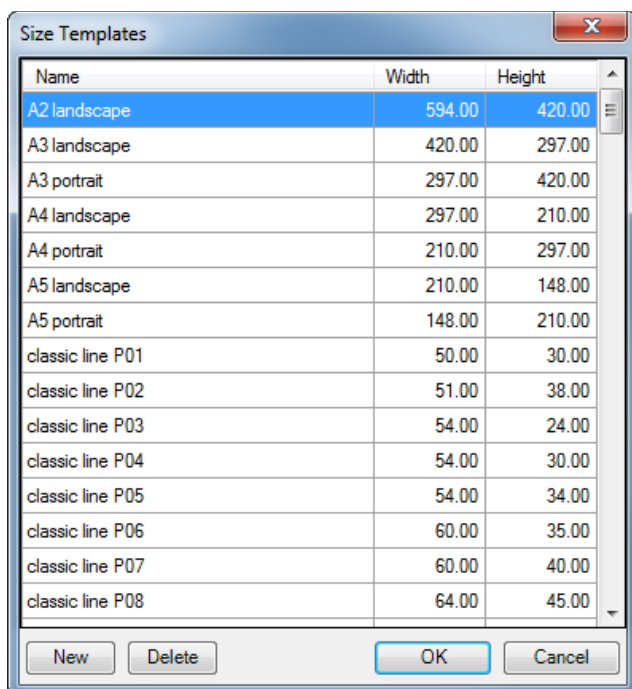 Size Templates
Name Width Height
A2 landscape 594.00 420.00
A3 landscape 420.00 297.00
A3 portrait 297.00 420.00
A4 landscape 297.00 210.00
A4 portrait 210.00 297.00
A5 landscape 210.00 148.00
A5 portrait 148.00 210.00
classic line P01 50.00 30.00
classic line P02 51.00 38.00
classic line P03 54.00 24.00
classic line P04 54.00 30.00
classic line P05 54.00 34.00
classic line P06 60.00 35.00
classic line P07 60.00 40.00
classic line P08 64.00 45.00
New Delete OK Cancel